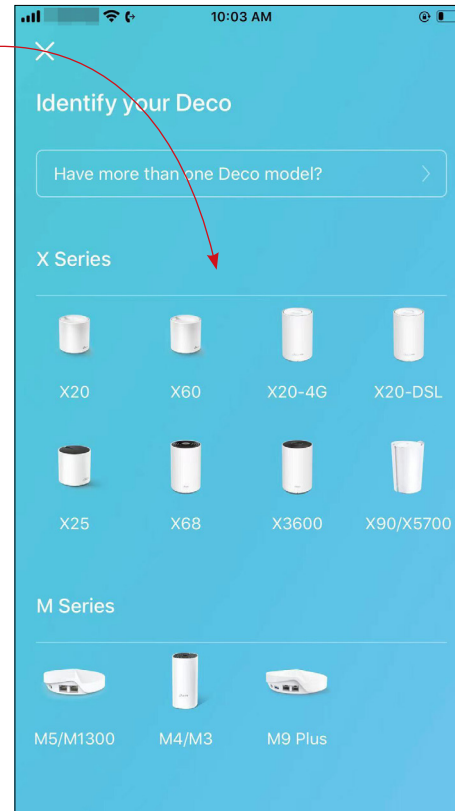 10:03 AM
Identify your Deco
Have more than one Deco model?
X Series
X20 X60 X20-4G X20-DSL
X25 X68 X3600 X90/X5700
M Series
M5/M1300 M4/M3 M9 Plus